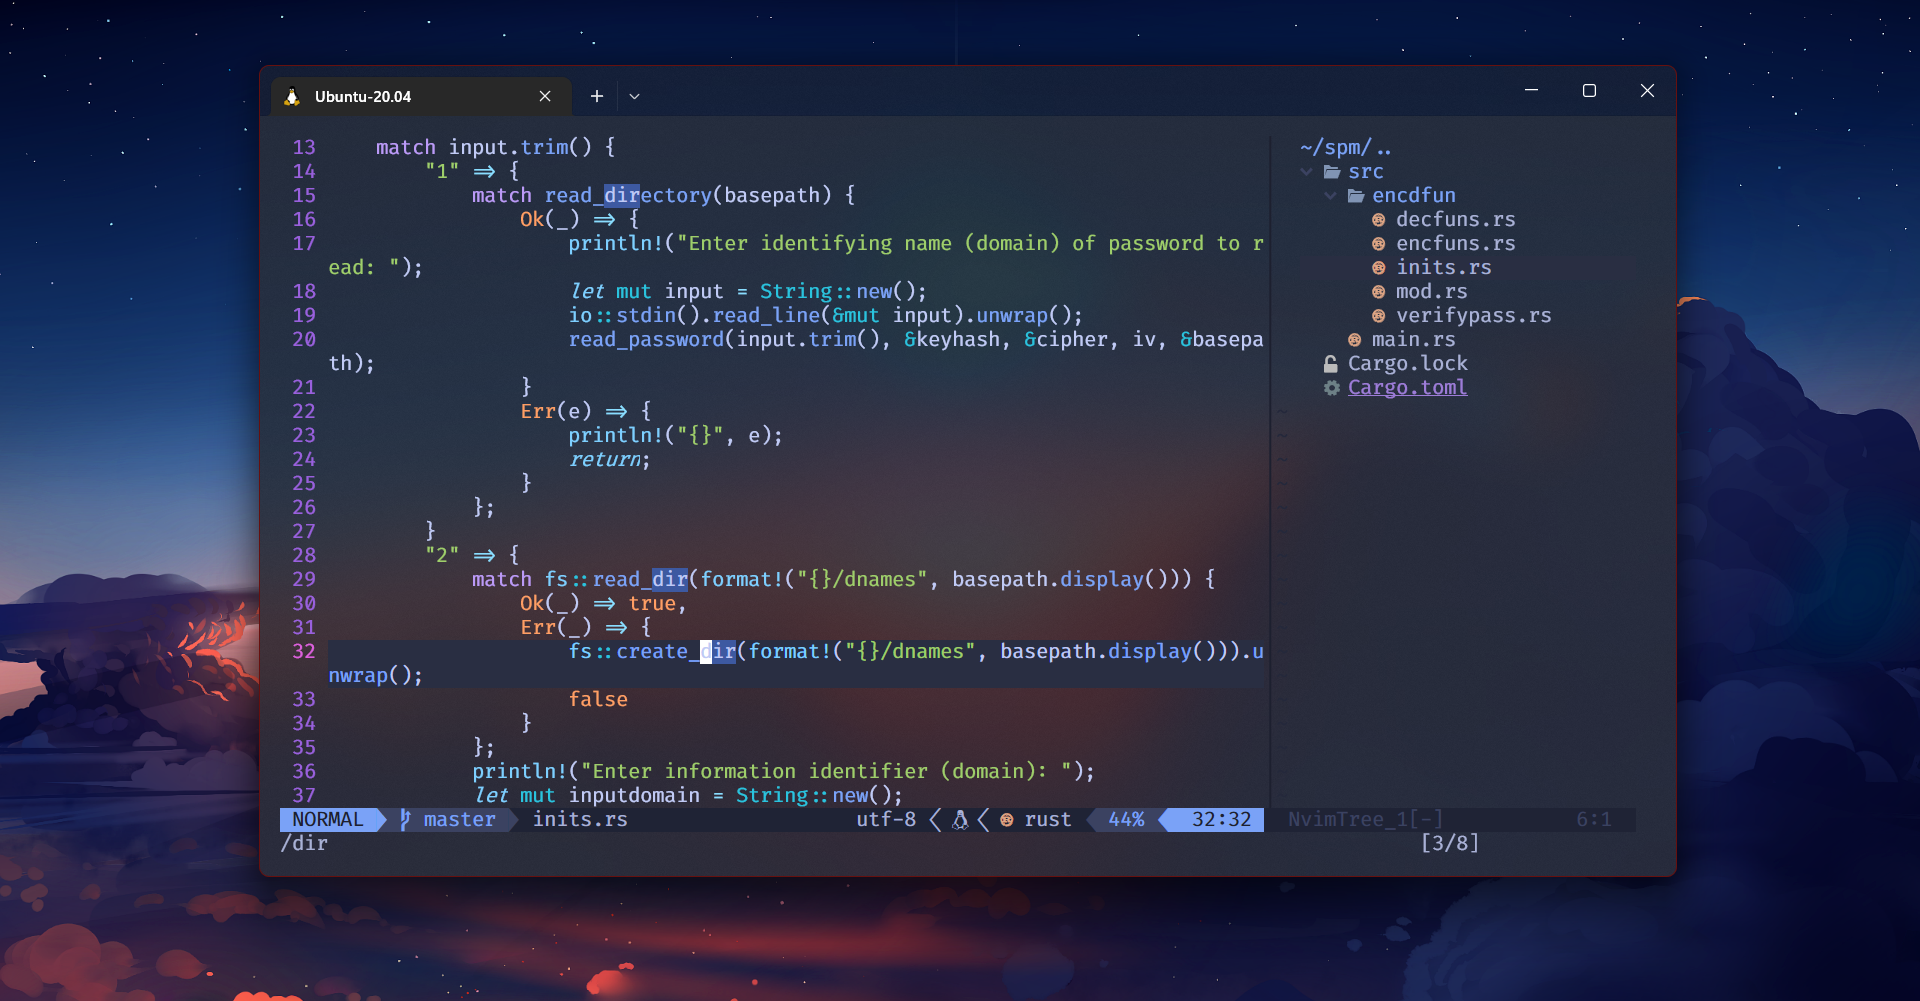 Ubuntu-20.04
13 match input.trim() {
14 "1" => {
15 match read_directory(basepath) {
16 Ok(_) => {
17 println!("Enter identifying name (domain) of password to r
ead: ");
18 let mut input = String::new();
19 io::stdin().read_line(&mut input).unwrap();
20 read_password(input.trim(), &keyhash, &cipher, iv, &basepa
th);
21 }
22 Err(e) => {
23 println!("{}", e);
24 return;
25 }
26 };
27 }
28 "2" => {
29 match fs::read_dir(format!("{}/dnames", basepath.display())) {
30 Ok(_) => true,
31 Err(_) => {
32 fs::create_dir(format!("{}/dnames", basepath.display())).u
nwrap();
33 false
34 }
35 };
36 println!("Enter information identifier (domain): ");
37 let mut inputdomain = String::new();
NORMAL master inits.rs utf-8 rust 44% 32:32
/dir [3/8]
~/spm/..
src
encdfun
decfuns.rs
encfuns.rs
inits.rs
mod.rs
verifypass.rs
main.rs
Cargo.lock
Cargo.toml
~
~
~
~
NvimTree_1[-] 6:1